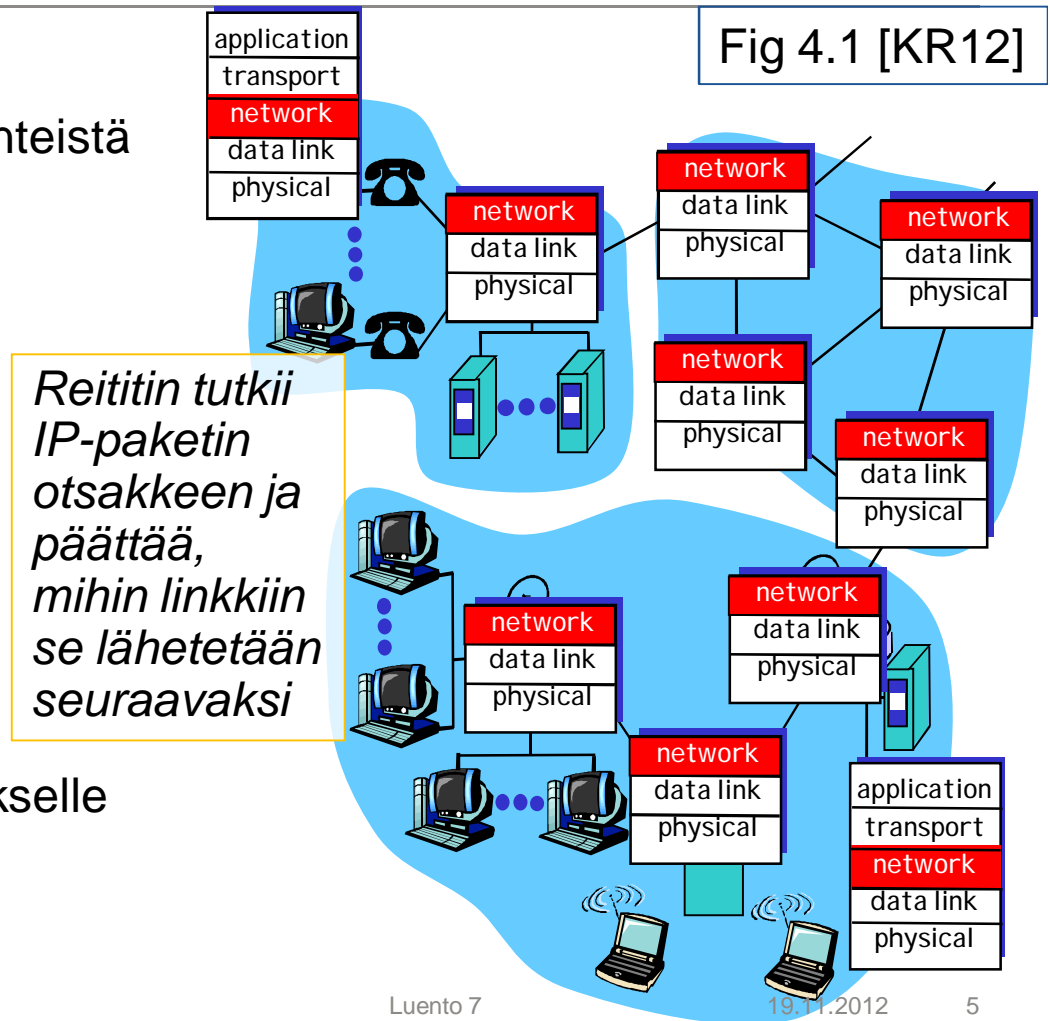 Fig 4.1 [KR12]
application
transport
network
data link
physical
nteistä
network
data link
physical
network
data link
physical
network
data link
physical
network
data link
physical
network
data link
physical
Reititin tutkii
IP-paketin
otsakkeen ja
päättää,
mihin linkkiin
se lähetetään
seuraavaksi
network
data link
physical
network
data link
physical
network
data link
physical
kselle
application
transport
network
data link
physical
Luento 7
19.11.2012
5